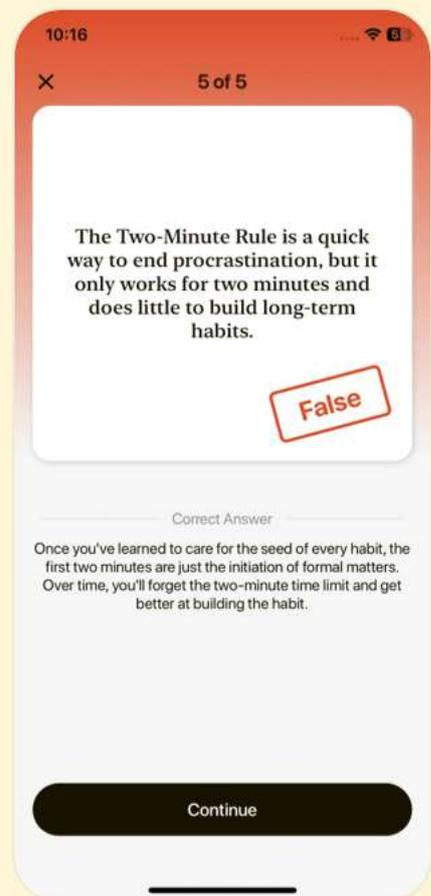 10:16
5
5 of 5
The Two-Minute Rule is a quick
way to end procrastination, but it
only works for two minutes and
does little to build long-term
habits.
False
Correct Answer
Once you've learned to care for the seed of every habit, the
first two minutes are just the initiation of formal matters.
Over time, you'll forget the two-minute time limit and get
better at building the habit.
Continue